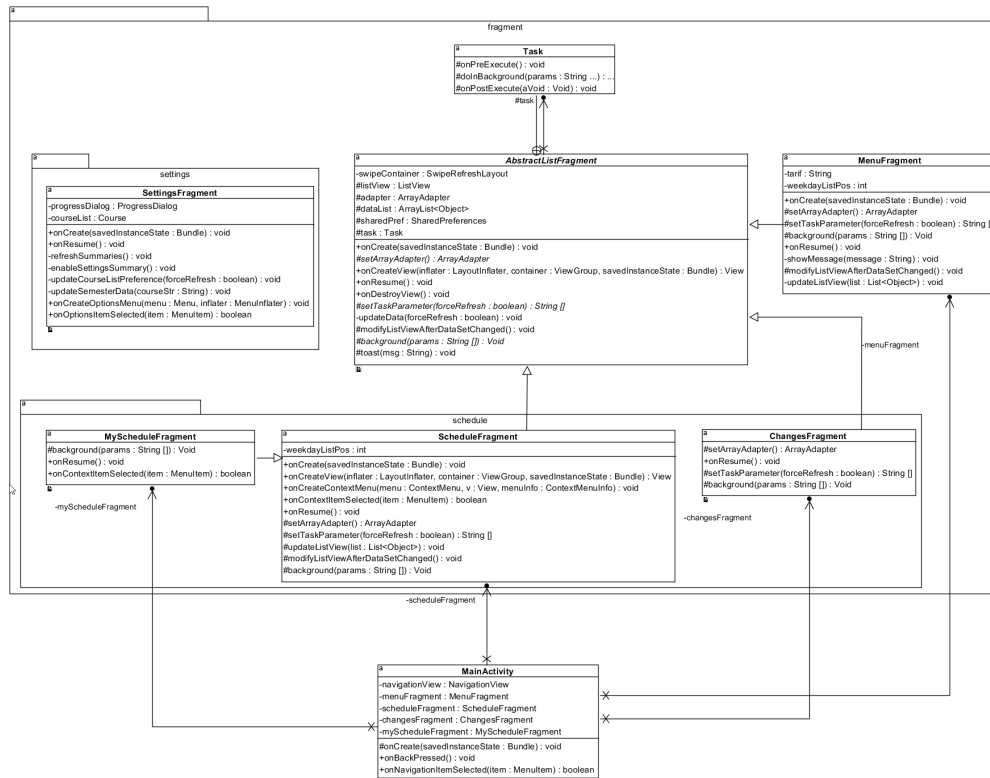 a
fragment
a
Task
#onPreExecute() : void
#doInBackground(params : String ...) : ...
#onPostExecute(aVoid : Void) : void
#task
a
settings
a
SettingsFragment
-progressDialog : ProgressDialog
-courseList : Course
+onCreate(savedInstanceState : Bundle) : void
+onResume() : void
-refreshSummaries() : void
-enableSettingsSummary() : void
-updateCourseListPreference(forceRefresh : boolean) : void
-updateSemesterData(courseStr : String) : void
+onCreateOptionsMenu(menu : Menu, inflater : MenuInflater) : void
+onOptionsItemSelected(item : MenuItem) : boolean
a
AbstractListFragment
-swipeContainer : SwipeRefreshLayout
#listView : ListView
#adapter : ArrayAdapter
#dataList : ArrayList<Object>
#sharedPref : SharedPreferences
#task : Task
+onCreate(savedInstanceState : Bundle) : void
#setArrayAdapter() : ArrayAdapter
+onCreateView(inflater : LayoutInflater, container : ViewGroup, savedInstanceState : Bundle) : View
+onResume() : void
+onDestroyView() : void
#setTaskParameter(forceRefresh : boolean) : String []
-updateData(forceRefresh : boolean) : void
#modifyListViewAfterDataSetChanged() : void
#background(params : String []) : Void
#toast(msg : String) : void
a
MenuFragment
-tarif : String
-weekdayListPos : int
+onCreate(savedInstanceState : Bundle) : void
#setArrayAdapter() : ArrayAdapter
#setTaskParameter(forceRefresh : boolean) : String []
#background(params : String []) : Void
+onResume() : void
-showMessage(message : String) : void
#modifyListViewAfterDataSetChanged() : void
-updateListView(list : List<Object>) : void
-menuFragment
a
schedule
a
MyScheduleFragment
#background(params : String []) : Void
+onResume() : void
+onContextItemSelected(item : MenuItem) : boolean
-myScheduleFragment
a
ScheduleFragment
-weekdayListPos : int
+onCreate(savedInstanceState : Bundle) : void
+onCreateView(inflater : LayoutInflater, container : ViewGroup, savedInstanceState : Bundle) : View
+onCreateContextMenu(menu : ContextMenu, v : View, menuInfo : ContextMenuInfo) : void
+onContextItemSelected(item : MenuItem) : boolean
+onResume() : void
#setArrayAdapter() : ArrayAdapter
#setTaskParameter(forceRefresh : boolean) : String []
#updateListView(list : List<Object>) : void
#modifyListViewAfterDataSetChanged() : void
#background(params : String []) : Void
a
ChangesFragment
#setArrayAdapter() : ArrayAdapter
+onResume() : void
#setTaskParameter(forceRefresh : boolean) : String []
#background(params : String []) : Void
-changesFragment
-scheduleFragment
a
MainActivity
-navigationView : NavigationView
-menuFragment : MenuFragment
-scheduleFragment : ScheduleFragment
-changesFragment : ChangesFragment
-myScheduleFragment : MyScheduleFragment
#onCreate(savedInstanceState : Bundle) : void
+onBackPressed() : void
+onNavigationItemSelected(item : MenuItem) : boolean